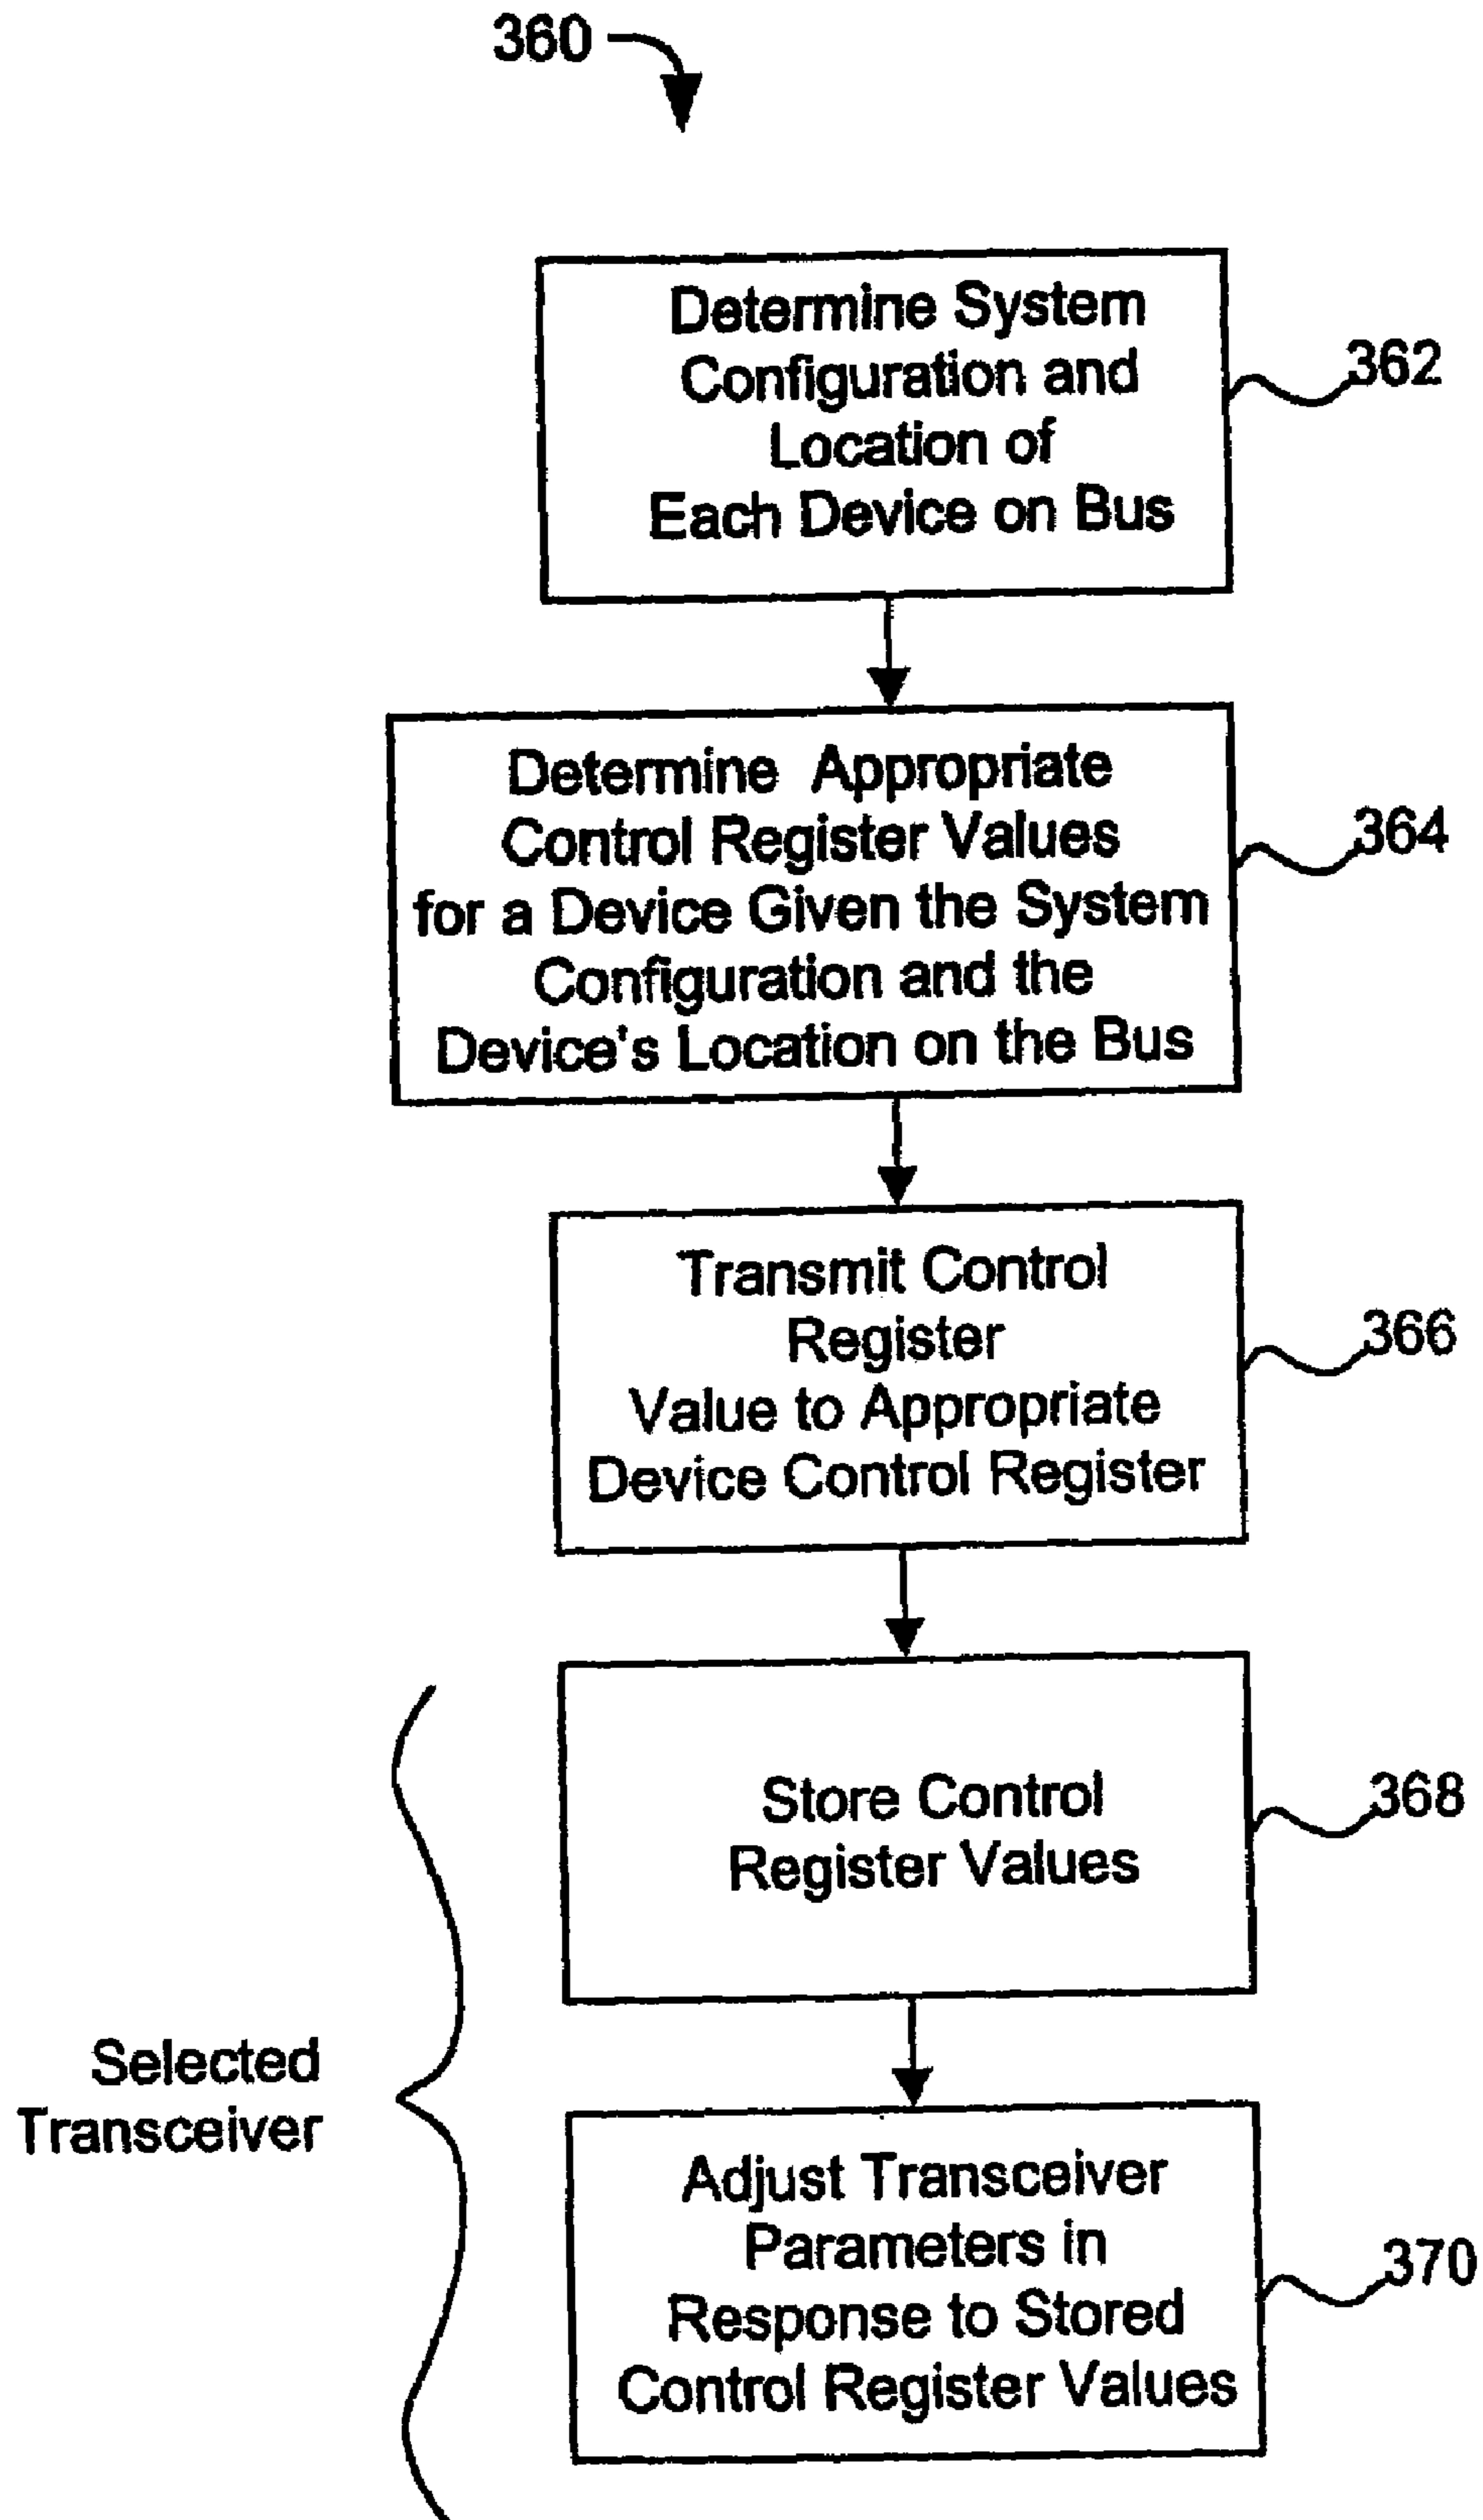 360
Determine System
Configuration and
Location of
Each Device on Bus
362
Determine Appropriate
Control Register Values
for a Device Given the System
Configuration and the
Device's Location on the Bus
364
Transmit Control
Register
Value to Appropriate
Device Control Register
366
Store Control
Register Values
368
Selected
Transceiver
Adjust Transceiver
Parameters in
Response to Stored
Control Register Values
370